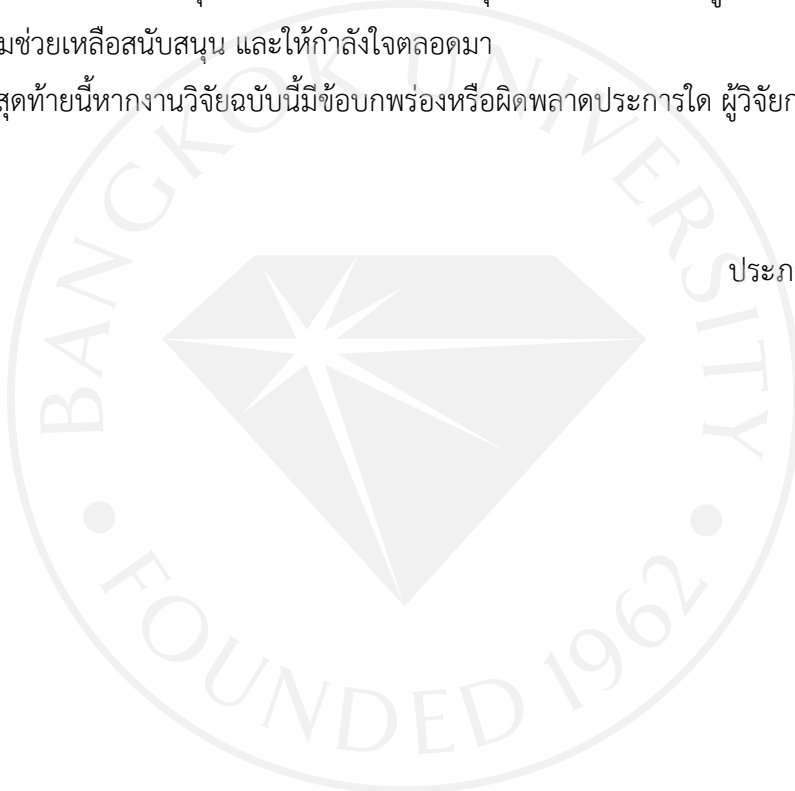 มช่วยเหลือสนับสนุน และให้กำลังใจตลอดมา
สุดท้ายนี้หากงานวิจัยฉบับนี้มีข้อบกพร่องหรือผิดพลาดประการใด ผู้วิจัยก
ประภ
BANGKOK UNIVERSITY
FOUNDED 1962